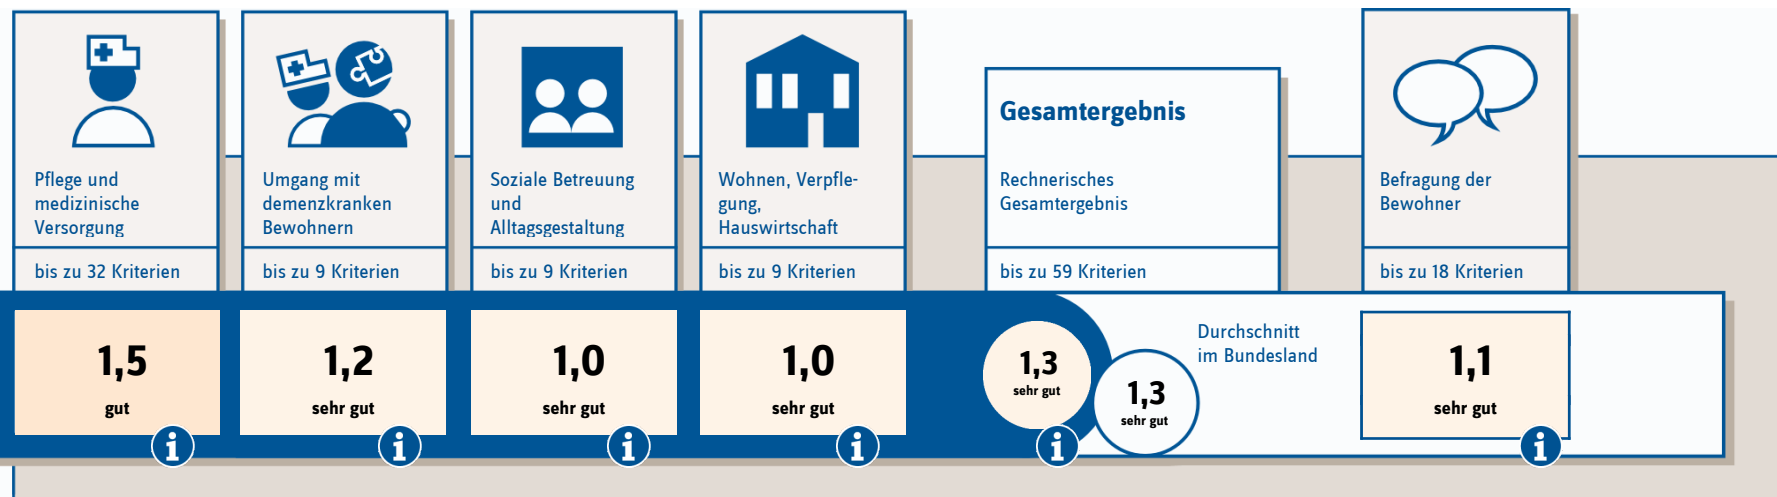 Pflege und
medizinische
Versorgung
bis zu 32 Kriterien
1,5
gut
i
Umgang mit
demenzkranken
Bewohnern
bis zu 9 Kriterien
1,2
sehr gut
i
Soziale Betreuung
und
Alltagsgestaltung
bis zu 9 Kriterien
1,0
sehr gut
i
Wohnen, Verpfle-
gung,
Hauswirtschaft
bis zu 9 Kriterien
1,0
sehr gut
i
Gesamtergebnis
Rechnerisches
Gesamtergebnis
bis zu 59 Kriterien
1,3
sehr gut
i
Durchschnitt
im Bundesland
1,3
sehr gut
Befragung der
Bewohner
bis zu 18 Kriterien
1,1
sehr gut
i